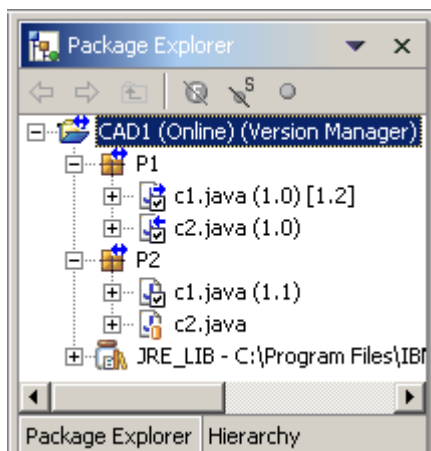 Package Explorer
S
CAD1 (Online) (Version Manager)
P1
c1.java (1.0) [1.2]
c2.java (1.0)
P2
c1.java (1.1)
c2.java
JRE_LIB - C:\Program Files\IBM
Package Explorer Hierarchy